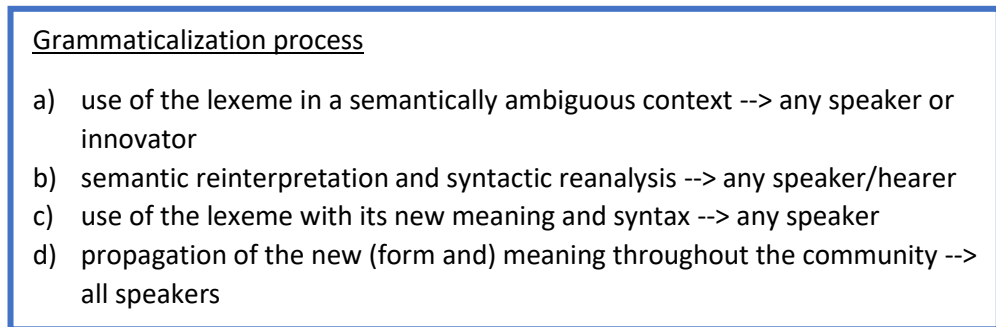 Grammaticalization process
a) use of the lexeme in a semantically ambiguous context --> any speaker or
innovator
b) semantic reinterpretation and syntactic reanalysis --> any speaker/hearer
c) use of the lexeme with its new meaning and syntax --> any speaker
d) propagation of the new (form and) meaning throughout the community -->
all speakers